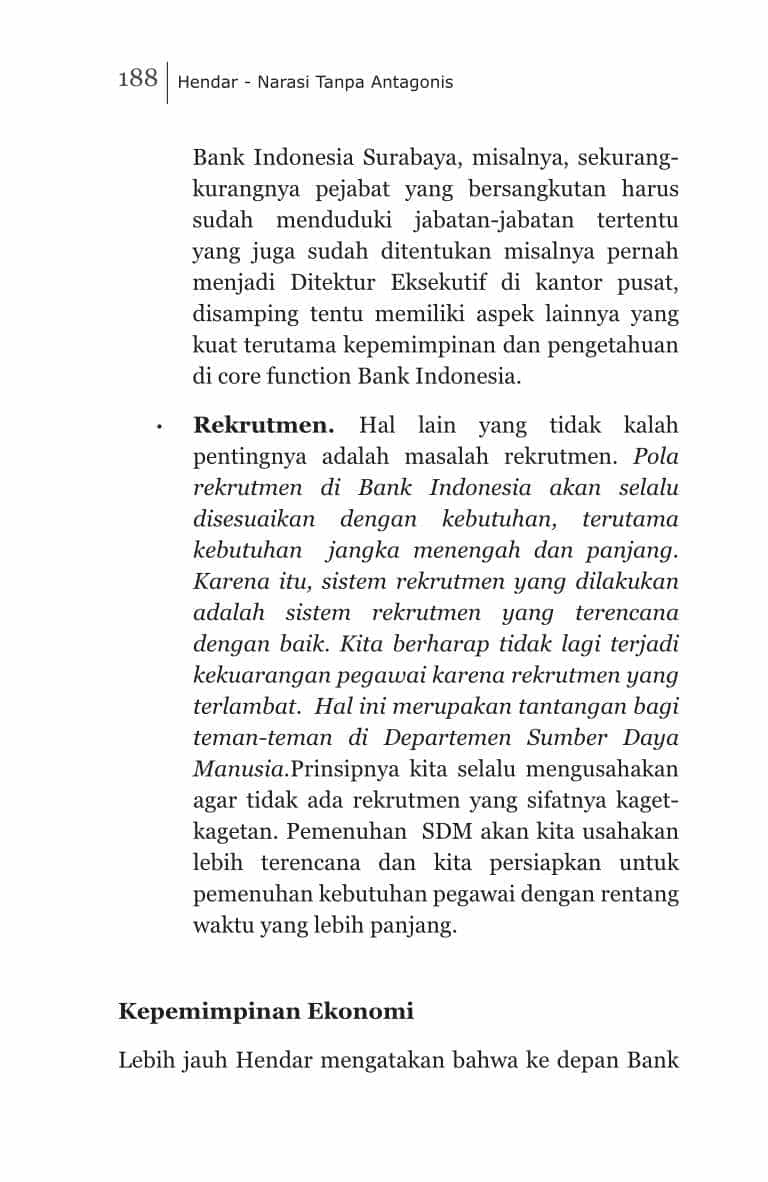 188 Hendar - Narasi Tanpa Antagonis
Bank Indonesia Surabaya, misalnya, sekurang-
kurangnya pejabat yang bersangkutan harus
sudah menduduki jabatan-jabatan tertentu
yang juga sudah ditentukan misalnya pernah
menjadi Ditektur Eksekutif di kantor pusat,
disamping tentu memiliki aspek lainnya yang
kuat terutama kepemimpinan dan pengetahuan
di core function Bank Indonesia.
• Rekrutmen. Hal lain yang tidak kalah
pentingnya adalah masalah rekrutmen. Pola
rekrutmen di Bank Indonesia akan selalu
disesuaikan dengan kebutuhan, terutama
kebutuhan jangka menengah dan panjang.
Karena itu, sistem rekrutmen yang dilakukan
adalah sistem rekrutmen yang terencana
dengan baik. Kita berharap tidak lagi terjadi
kekuarangan pegawai karena rekrutmen yang
terlambat. Hal ini merupakan tantangan bagi
teman-teman di Departemen Sumber Daya
Manusia.Prinsipnya kita selalu mengusahakan
agar tidak ada rekrutmen yang sifatnya kaget-
kagetan. Pemenuhan SDM akan kita usahakan
lebih terencana dan kita persiapkan untuk
pemenuhan kebutuhan pegawai dengan rentang
waktu yang lebih panjang.
Kepemimpinan Ekonomi
Lebih jauh Hendar mengatakan bahwa ke depan Bank